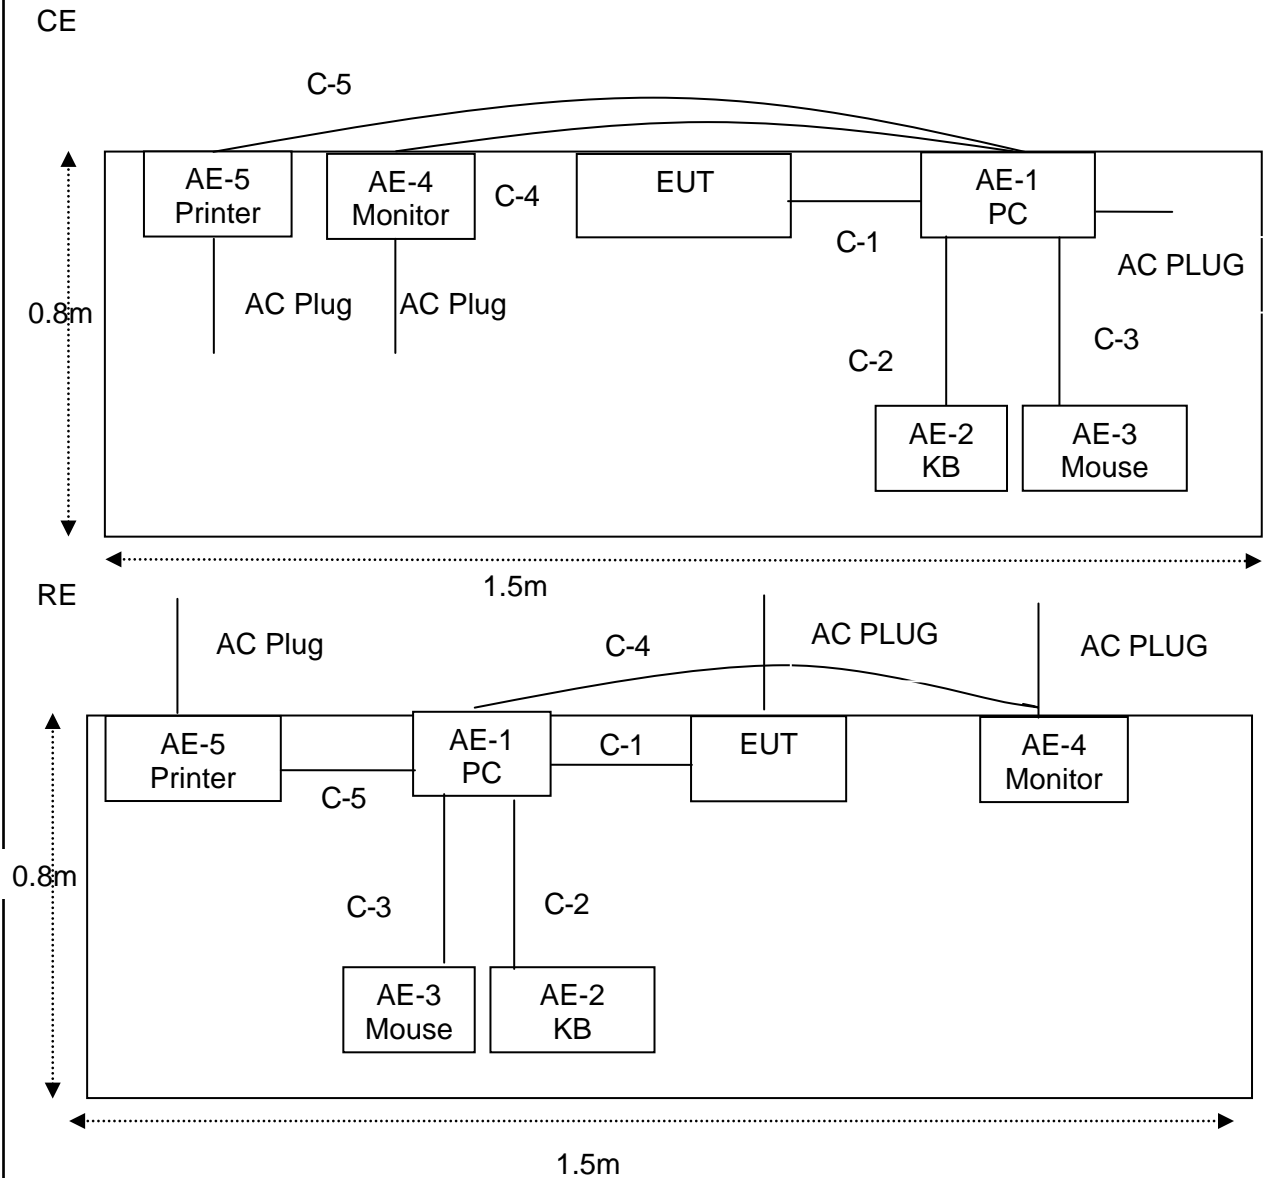 CE
C-5
AE-5
Printer
AE-4
Monitor
C-4
EUT
AE-1
PC
C-1
AC PLUG
AC Plug
AC Plug
0.8m
C-2
C-3
AE-2
KB
AE-3
Mouse
1.5m
RE
AC Plug
C-4
AC PLUG
AC PLUG
AE-5
Printer
AE-1
PC
C-1
EUT
AE-4
Monitor
C-5
0.8m
C-3
C-2
AE-3
Mouse
AE-2
KB
1.5m